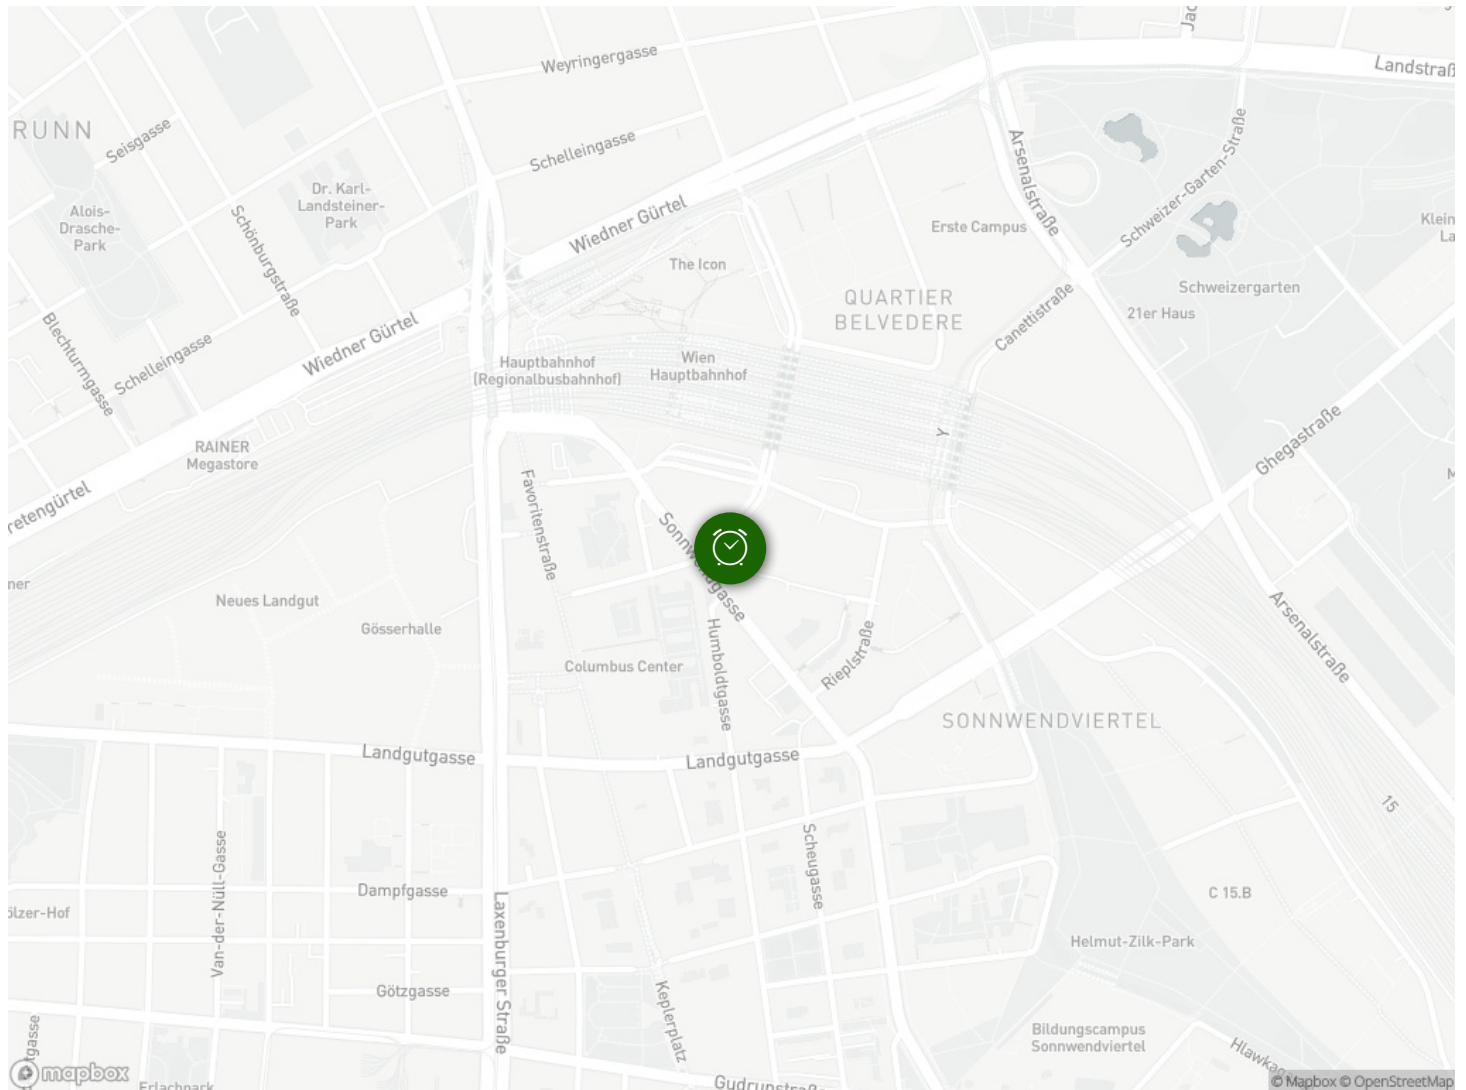 Jac
Weyringergasse
Landstraß
RUNN
Seisgasse
Schelleingasse
Arsenalstraße
Schweizer-Garten-Straße
Dr. Karl-
Landsteiner-
Park
Alois-
Drasche-
Park
Schönburgstraße
Wiedner Gürtel
Erste Campus
Klein
La
The Icon
QUARTIER
BELVEDERE
Schweizergarten
21er Haus
Canettistraße
Blechturmgasse
Schelleingasse
Wiedner Gürtel
Hauptbahnhof
(Regionalbusbahnhof)
Wien
Hauptbahnhof
RAINER
Megastore
Y
Ghegastraße
M
retengürtel
Favoritenstraße
Sonnwendgasse
ner
Neues Landgut
Gösserhalle
Arsenalstraße
Humboldtgasse
Rieplstraße
Columbus Center
SONNWENDVIERTEL
Landgutgasse
Landgutgasse
15
Van-der-Nüll-Gasse
Scheugasse
Dampfgasse
C 15.B
ölzer-Hof
Laxenburger Straße
Helmut-Zilk-Park
Götzgasse
Keplerplatz
Bildungscampus
Sonnwendviertel
tgasse
Hlawkag
mapbox
Erlachpark
Gudrunstraße
© Mapbox © OpenStreetMap